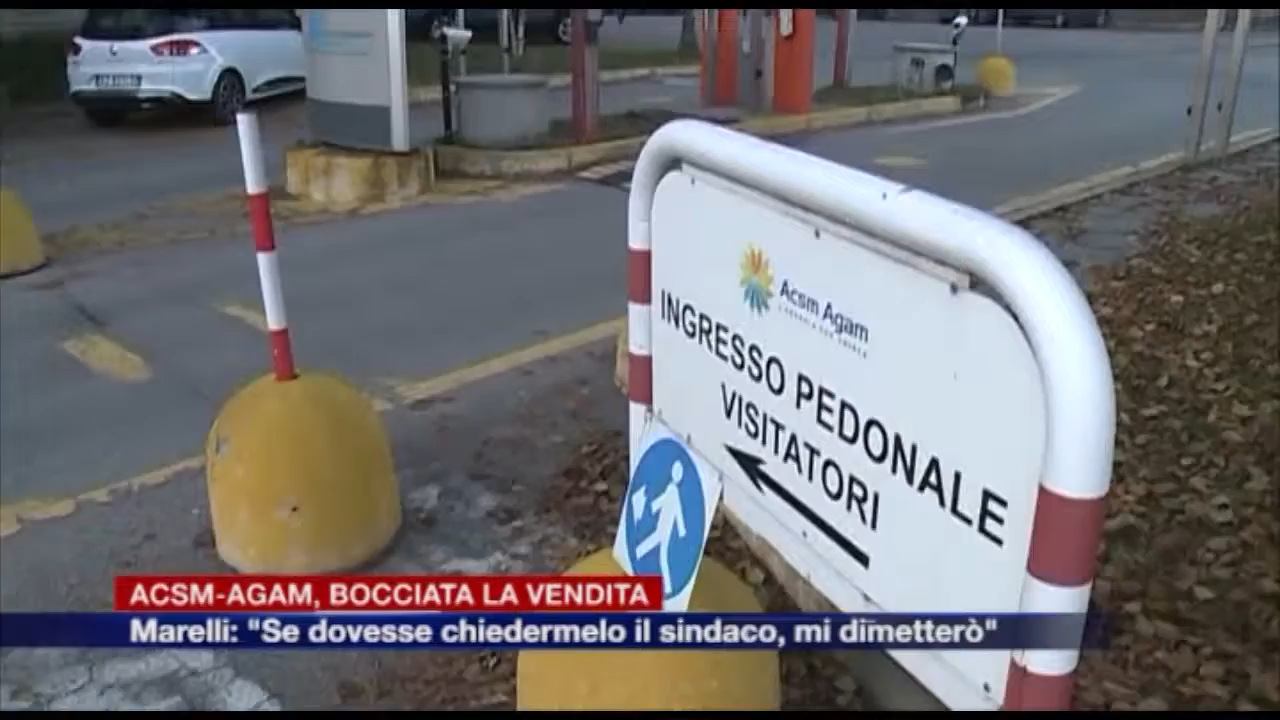 Acsm Agam
INGRESSO PEDONALE
VISITATORI
ACSM-AGAM, BOCCIATA LA VENDITA
Marelli: "Se dovesse chiedermelo il sindaco, mi dimetterò"